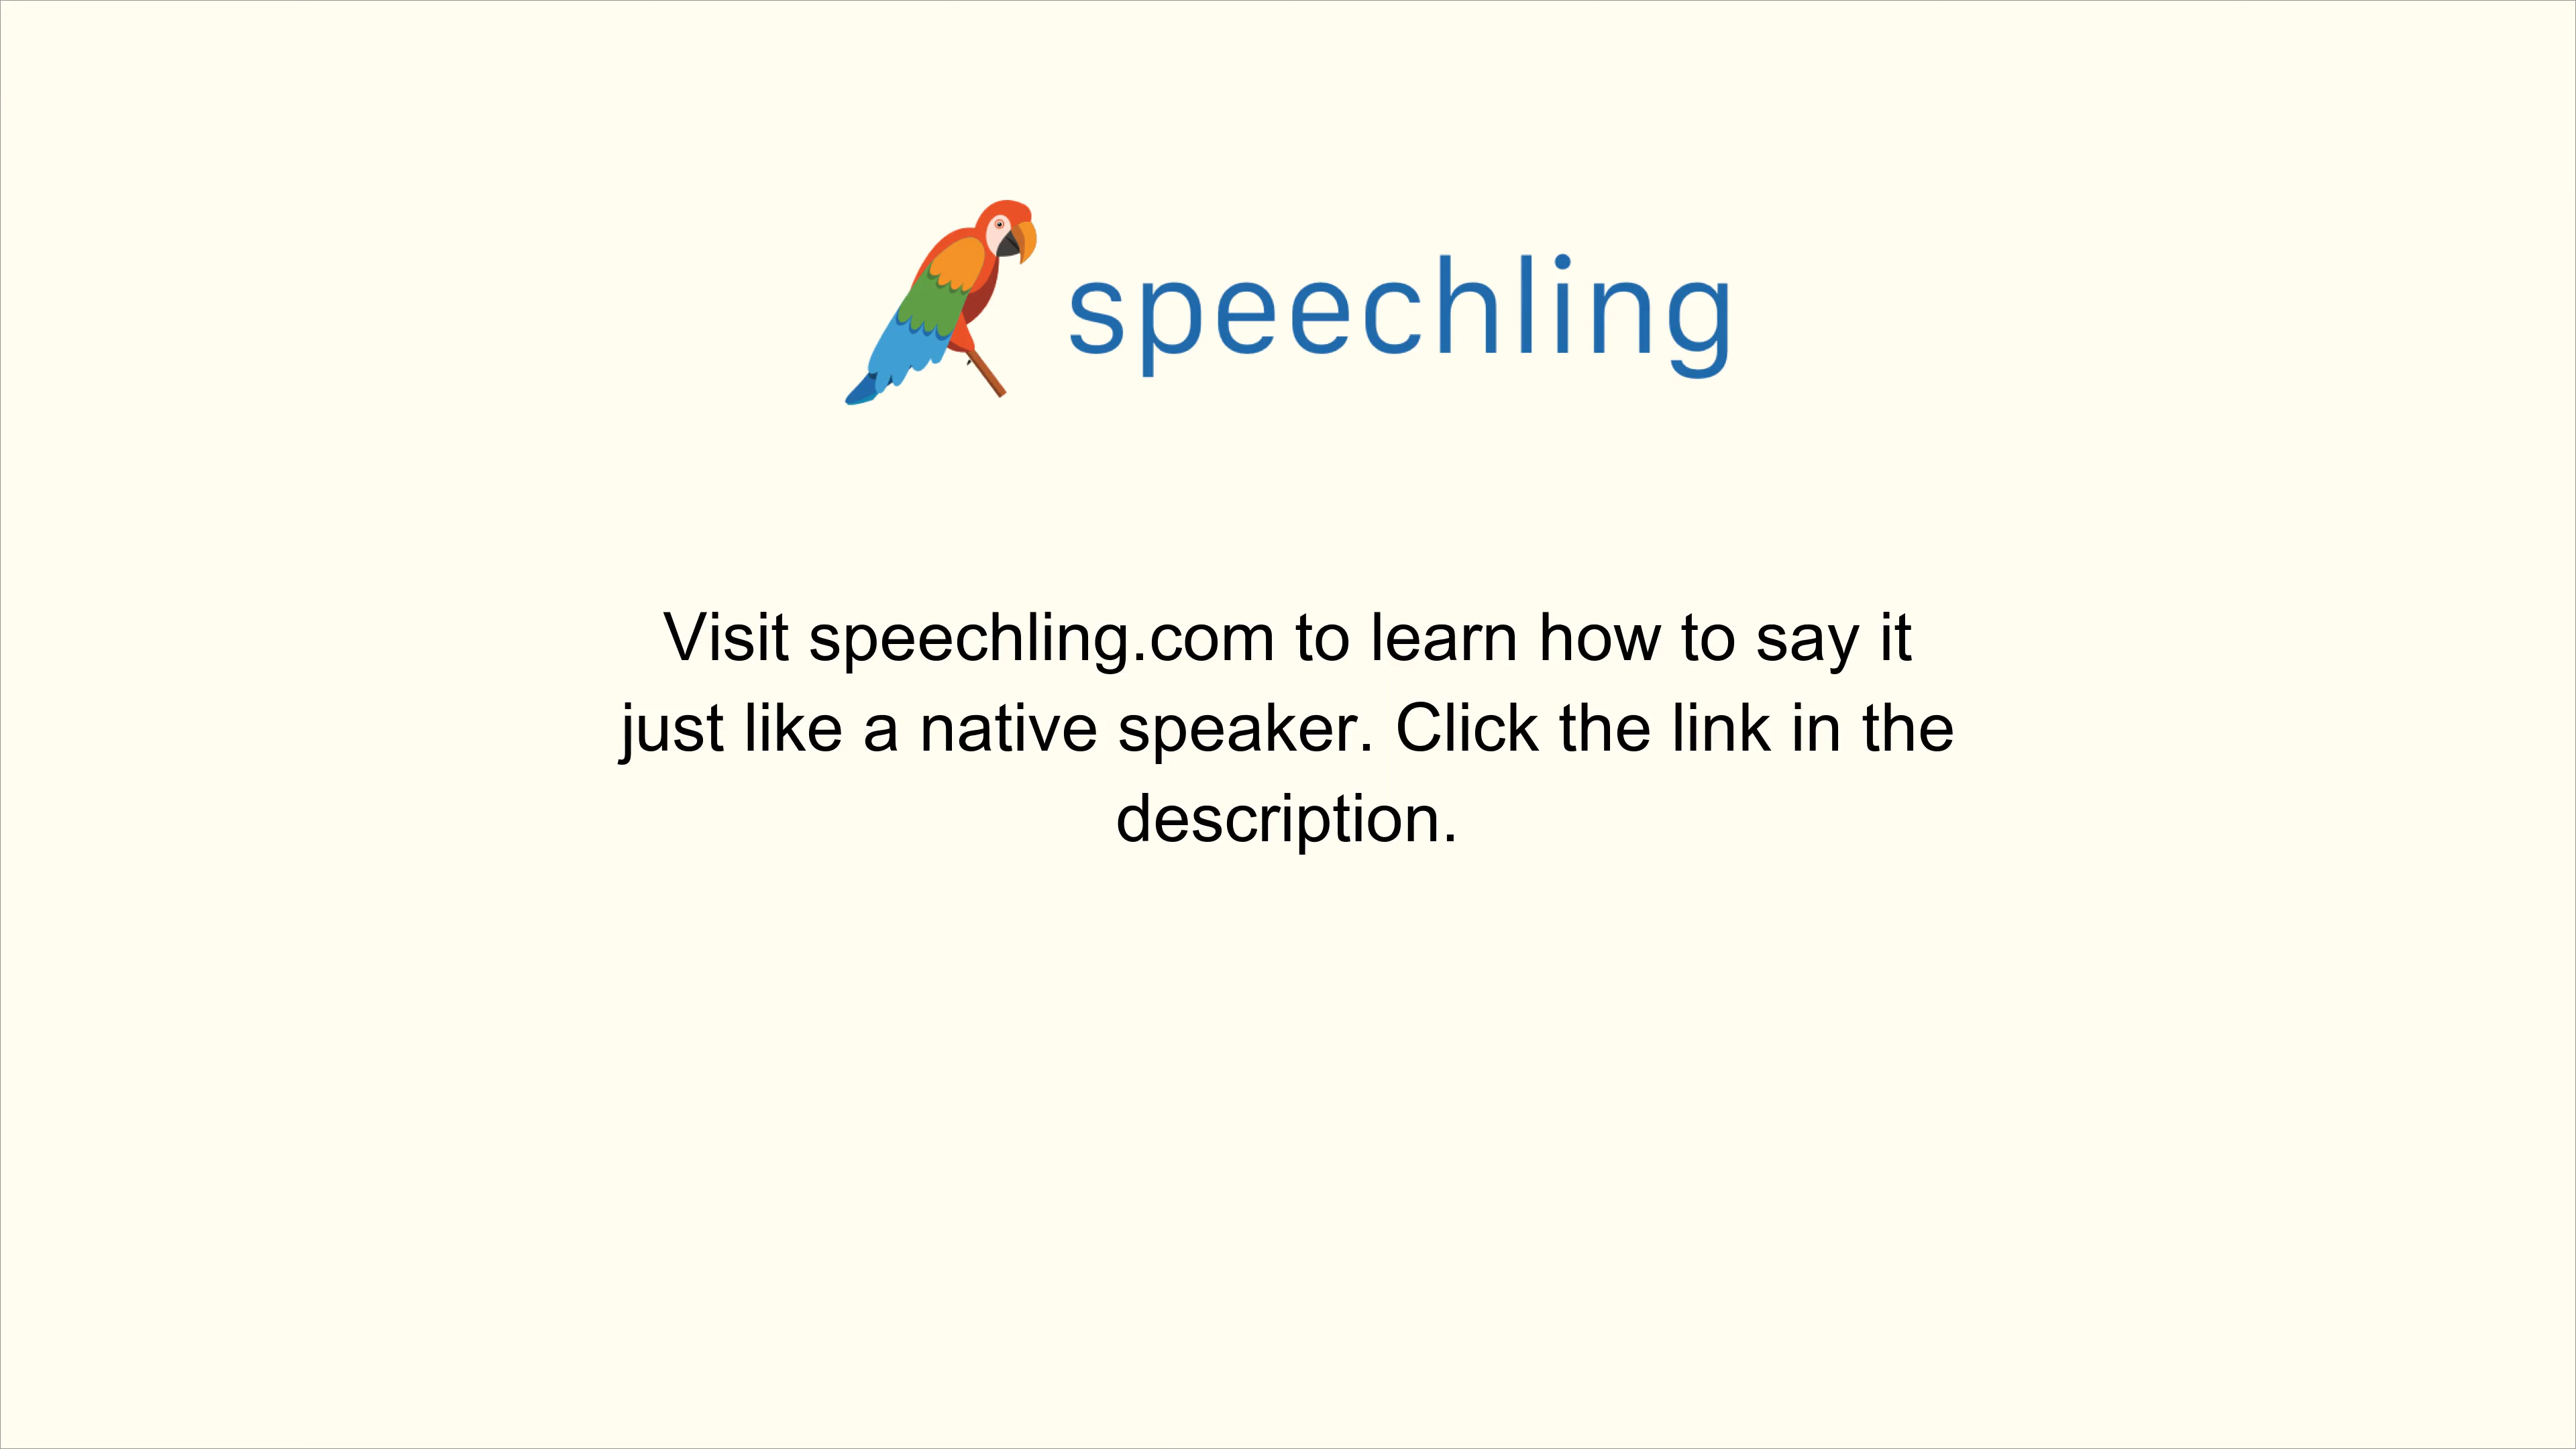 speechling
Visit speechling.com to learn how to say it
just like a native speaker. Click the link in the
description.